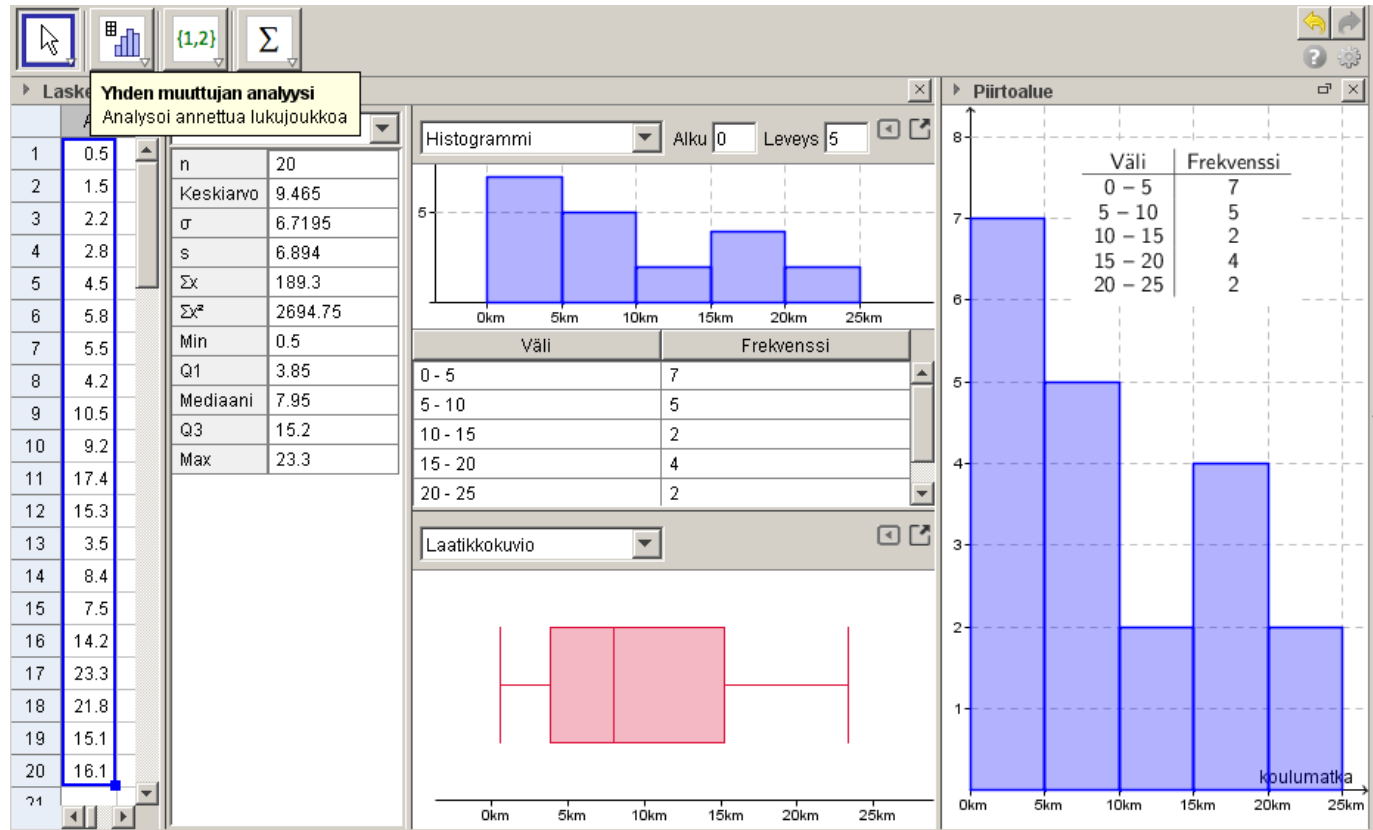 {1,2} Σ
Yhden muuttujan analyysi
Analysoi annettua lukujoukkoa
Piirtoalue
1 0.5
2 1.5
3 2.2
4 2.8
5 4.5
6 5.8
7 5.5
8 4.2
9 10.5
10 9.2
11 17.4
12 15.3
13 3.5
14 8.4
15 7.5
16 14.2
17 23.3
18 21.8
19 15.1
20 16.1
21
n 20
Keskiarvo 9.465
σ 6.7195
s 6.894
Σx 189.3
Σx² 2694.75
Min 0.5
Q1 3.85
Mediaani 7.95
Q3 15.2
Max 23.3
Histogrammi Alku 0 Leveys 5
5
0km 5km 10km 15km 20km 25km
Väli Frekvenssi
0 - 5 7
5 - 10 5
10 - 15 2
15 - 20 4
20 - 25 2
Laatikkokuvio
0km 5km 10km 15km 20km 25km
8
7
6
5
4
3
2
1
Väli Frekvenssi
0 – 5 7
5 – 10 5
10 – 15 2
15 – 20 4
20 – 25 2
koulumatka
0km 5km 10km 15km 20km 25km